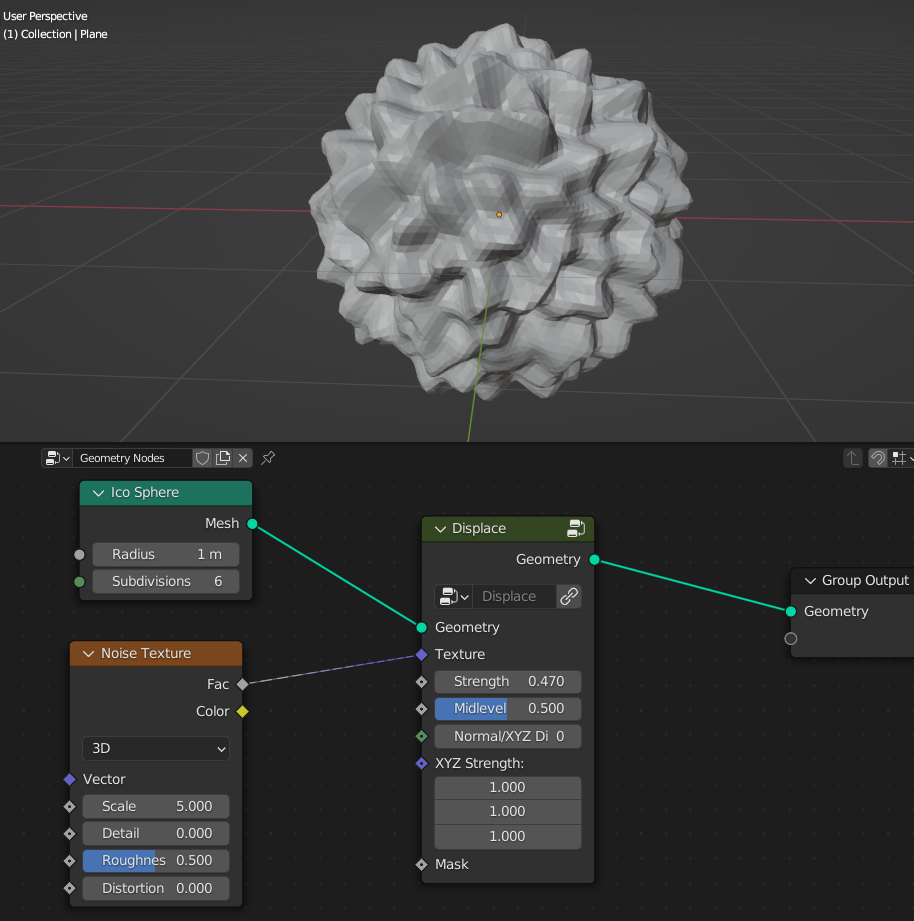 User Perspective
(1) Collection | Plane
Geometry Nodes
Ico Sphere
Mesh
Radius 1 m
Subdivisions 6
Noise Texture
Fac
Color
3D
Vector
Scale 5.000
Detail 0.000
Roughnes 0.500
Distortion 0.000
Displace
Geometry
Displace
Geometry
Texture
Strength 0.470
Midlevel 0.500
Normal/XYZ Di 0
XYZ Strength:
1.000
1.000
1.000
Mask
Group Output
Geometry